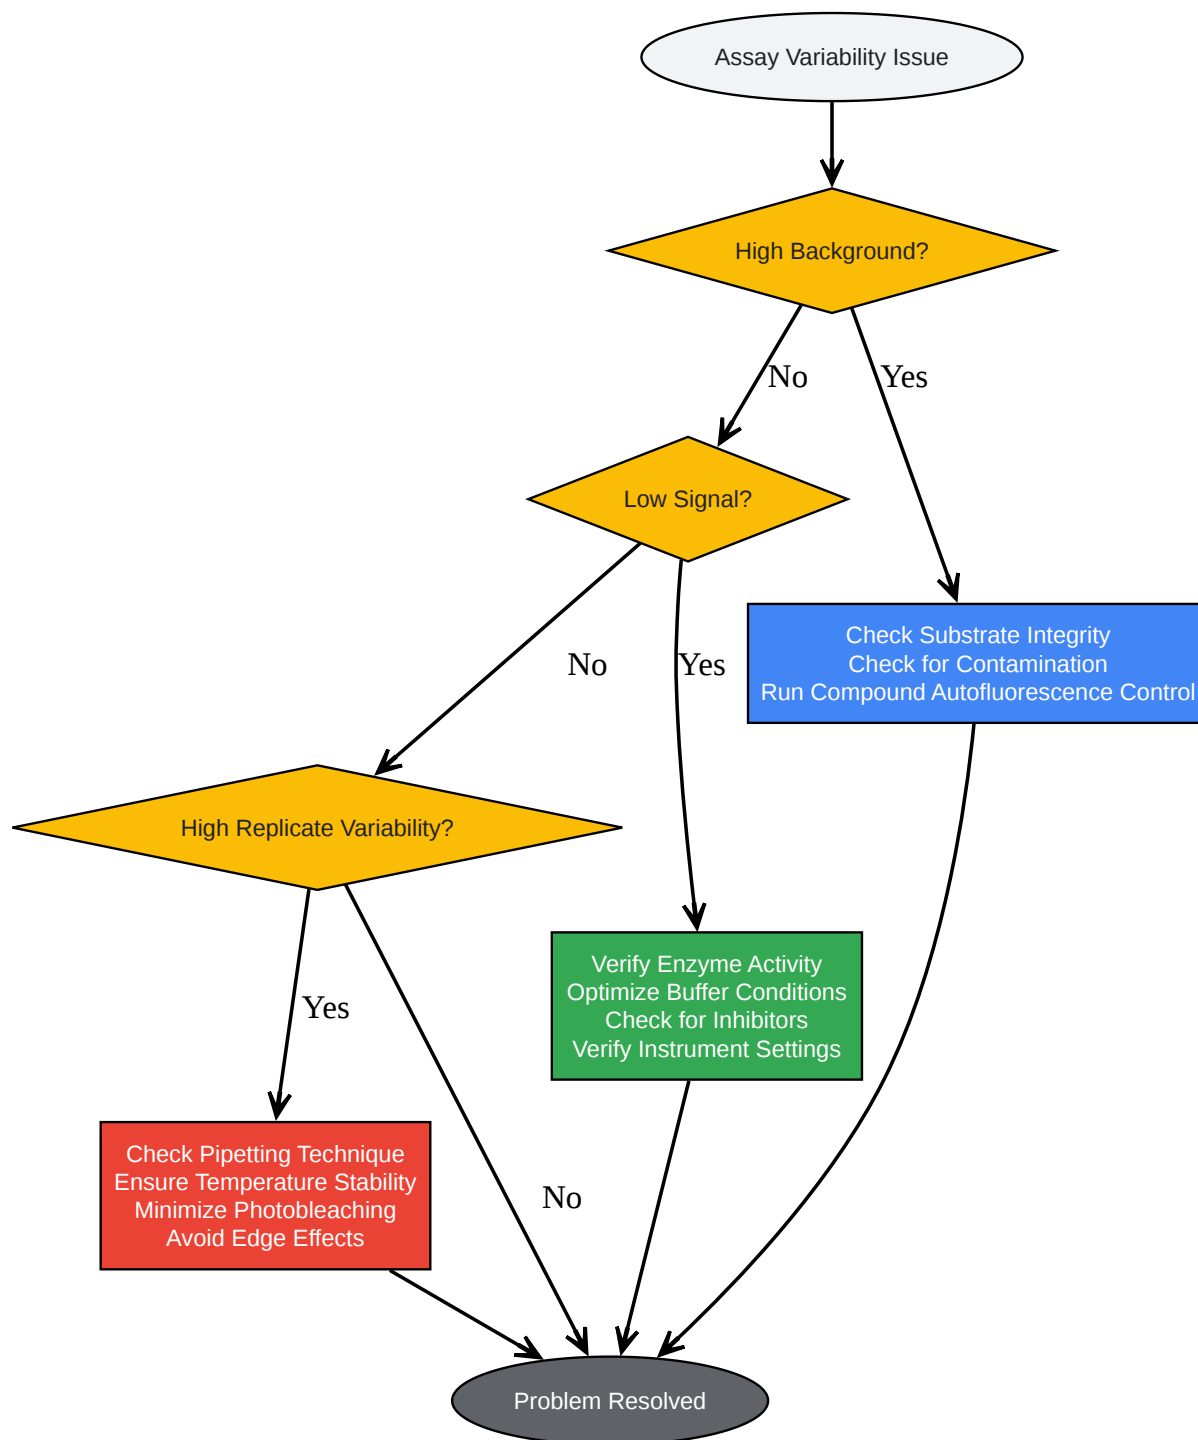 Assay Variability Issue
High Background?
No
Yes
Low Signal?
No
Yes
Check Substrate Integrity
Check for Contamination
Run Compound Autofluorescence Control
High Replicate Variability?
Verify Enzyme Activity
Optimize Buffer Conditions
Check for Inhibitors
Verify Instrument Settings
Yes
Check Pipetting Technique
Ensure Temperature Stability
Minimize Photobleaching
Avoid Edge Effects
No
Problem Resolved